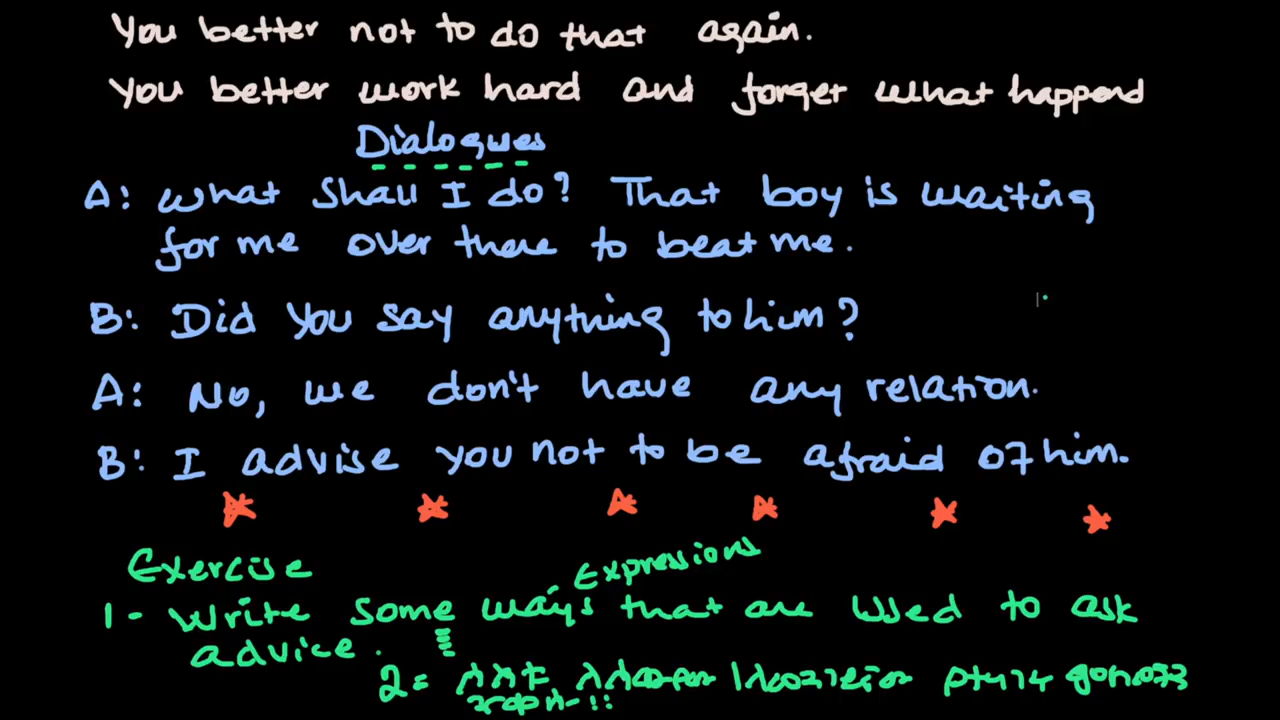 You better not to do that again.
You better work hard and forget what happend
Dialogues
A: What Shall I do? That boy is waiting
for me over there to beat me.
B: Did You say anything to him?
A: No, we don't have any relation.
B: I advise you not to be afraid of him.
Exercise
Expressions
1- Write some ways that are used to ask
advice.
2=